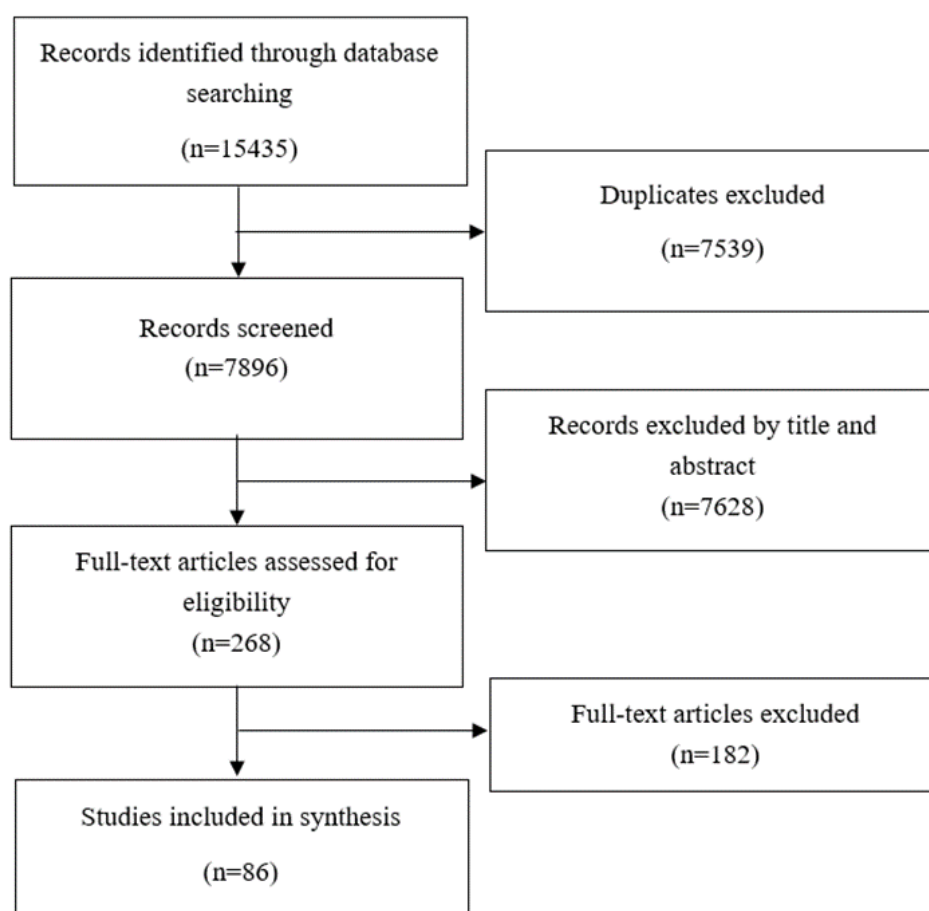 Records identified through database
searching
(n=15435)
Duplicates excluded
(n=7539)
Records screened
(n=7896)
Records excluded by title and
abstract
(n=7628)
Full-text articles assessed for
eligibility
(n=268)
Full-text articles excluded
(n=182)
Studies included in synthesis
(n=86)